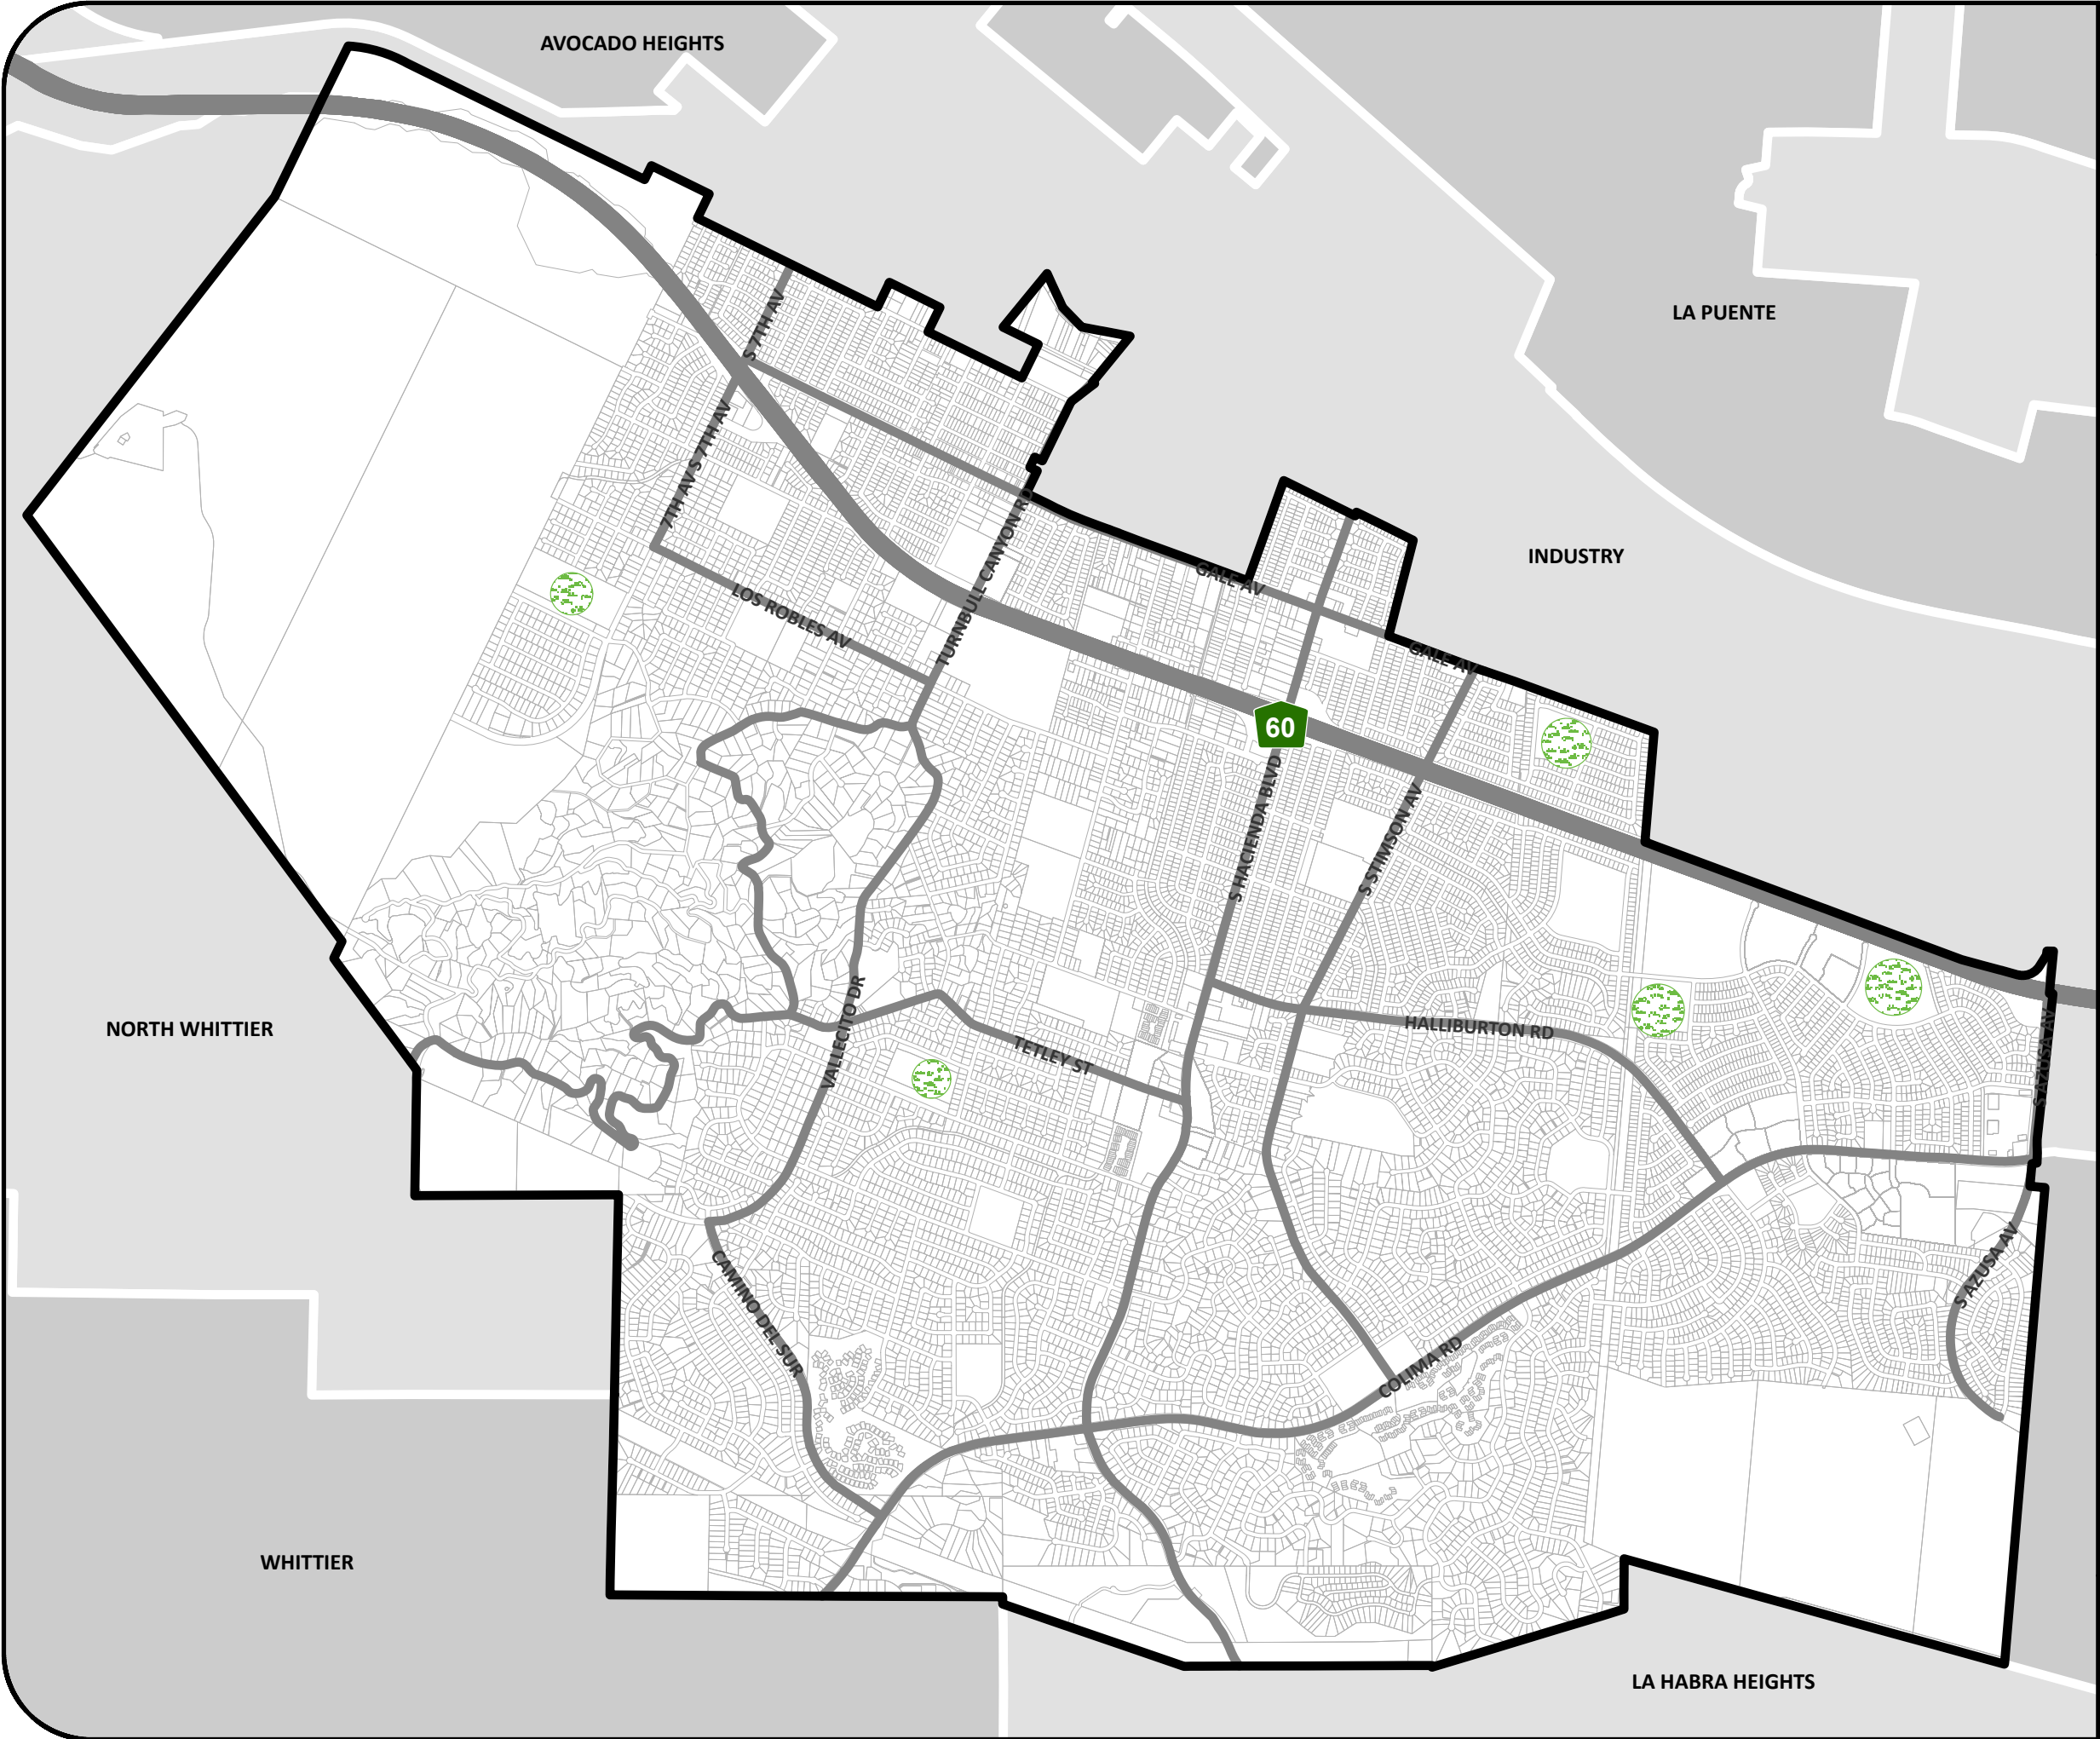 AVOCADO HEIGHTS
LA PUENTE
S 7TH AV
S 7TH AV
7TH AV
TURNBULL CANYON RD
INDUSTRY
GALE AV
LOS ROBLES AV
GALE AV
60
S HACIENDA BLVD
S STIMSON AV
NORTH WHITTIER
VALLECITO DR
TETLEY ST
HALLIBURTON RD
S AZUSA AV
S AZUSA AV
CAMINO DEL SUR
COLIMA RD
WHITTIER
LA HABRA HEIGHTS